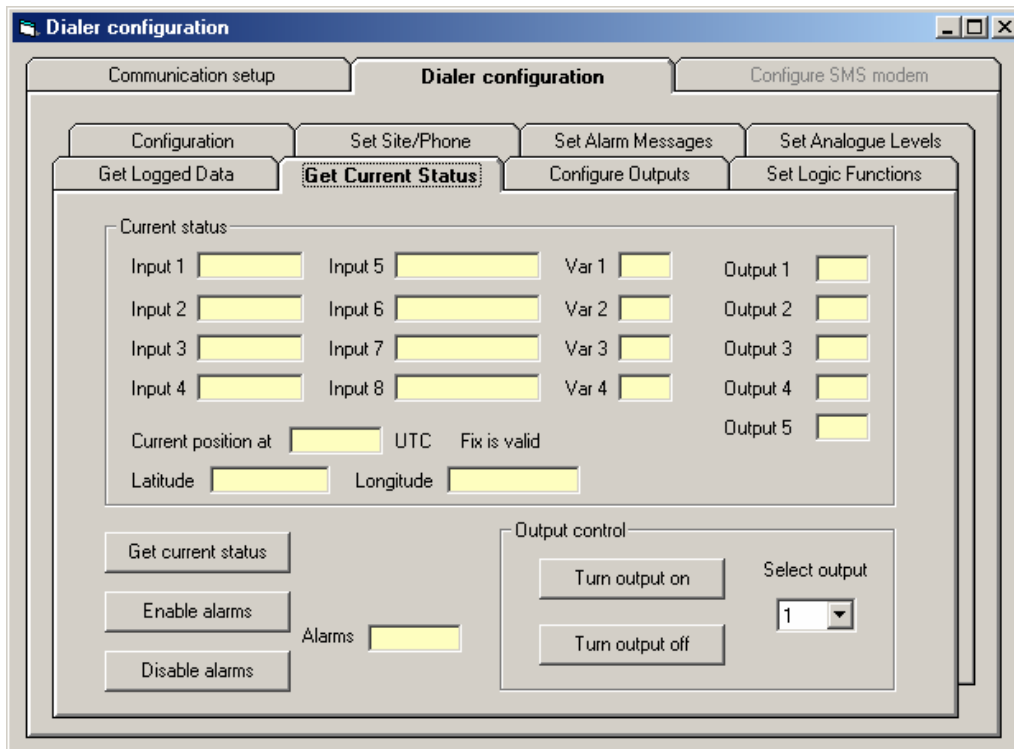 Dialer configuration
Communication setup Dialer configuration Configure SMS modem
Configuration Set Site/Phone Set Alarm Messages Set Analogue Levels
Get Logged Data Get Current Status Configure Outputs Set Logic Functions
Current status
Input 1 Input 5 Var 1 Output 1
Input 2 Input 6 Var 2 Output 2
Input 3 Input 7 Var 3 Output 3
Input 4 Input 8 Var 4 Output 4
Output 5
Current position at UTC Fix is valid
Latitude Longitude
Get current status
Enable alarms
Disable alarms
Alarms
Output control
Turn output on
Turn output off
Select output
1